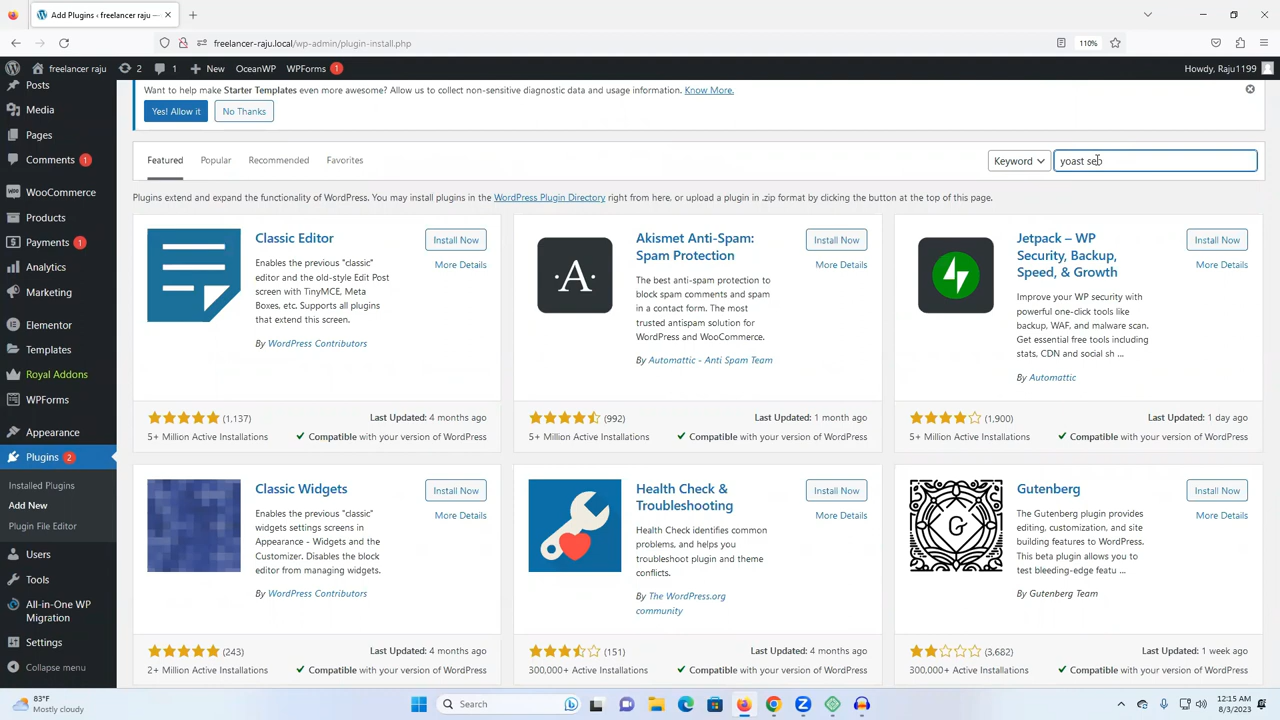 Add Plugins ‹ freelancer raju —
freelancer-raju.local/wp-admin/plugin-install.php
110%
freelancer raju
2
1
New
OceanWP
WPForms 1
Howdy, Raju1199
Posts
Media
Pages
Comments 1
WooCommerce
Products
Payments 1
Analytics
Marketing
Elementor
Templates
Royal Addons
WPForms
Appearance
Plugins 2
Installed Plugins
Add New
Plugin File Editor
Users
Tools
All-in-One WP
Migration
Settings
Collapse menu
Want to help make Starter Templates even more awesome? Allow us to collect non-sensitive diagnostic data and usage information. Know More.
Yes! Allow it
No Thanks
Featured
Popular
Recommended
Favorites
Keyword
yoast seo
Plugins extend and expand the functionality of WordPress. You may install plugins in the WordPress Plugin Directory right from here, or upload a plugin in .zip format by clicking the button at the top of this page.
Classic Editor
Install Now
More Details
Enables the previous "classic"
editor and the old-style Edit Post
screen with TinyMCE, Meta
Boxes, etc. Supports all plugins
that extend this screen.
By WordPress Contributors
(1,137)
Last Updated: 4 months ago
5+ Million Active Installations
Compatible with your version of WordPress
A
Akismet Anti-Spam:
Spam Protection
Install Now
More Details
The best anti-spam protection to
block spam comments and spam
in a contact form. The most
trusted antispam solution for
WordPress and WooCommerce.
By Automattic - Anti Spam Team
(992)
Last Updated: 1 month ago
5+ Million Active Installations
Compatible with your version of WordPress
Jetpack – WP
Security, Backup,
Speed, & Growth
Install Now
More Details
Improve your WP security with
powerful one-click tools like
backup, WAF, and malware scan.
Get essential free tools including
stats, CDN and social sh ...
By Automattic
(1,900)
Last Updated: 1 day ago
5+ Million Active Installations
Compatible with your version of WordPress
Classic Widgets
Install Now
More Details
Enables the previous "classic"
widgets settings screens in
Appearance - Widgets and the
Customizer. Disables the block
editor from managing widgets.
By WordPress Contributors
(243)
Last Updated: 4 months ago
2+ Million Active Installations
Compatible with your version of WordPress
Health Check &
Troubleshooting
Install Now
More Details
Health Check identifies common
problems, and helps you
troubleshoot plugin and theme
conflicts.
By The WordPress.org
community
(151)
Last Updated: 4 months ago
300,000+ Active Installations
Compatible with your version of WordPress
G
Gutenberg
Install Now
More Details
The Gutenberg plugin provides
editing, customization, and site
building features to WordPress.
This beta plugin allows you to
test bleeding-edge featu ...
By Gutenberg Team
(3,682)
Last Updated: 1 week ago
300,000+ Active Installations
Compatible with your version of WordPress
83°F
Mostly cloudy
Search
12:15 AM
8/3/2023